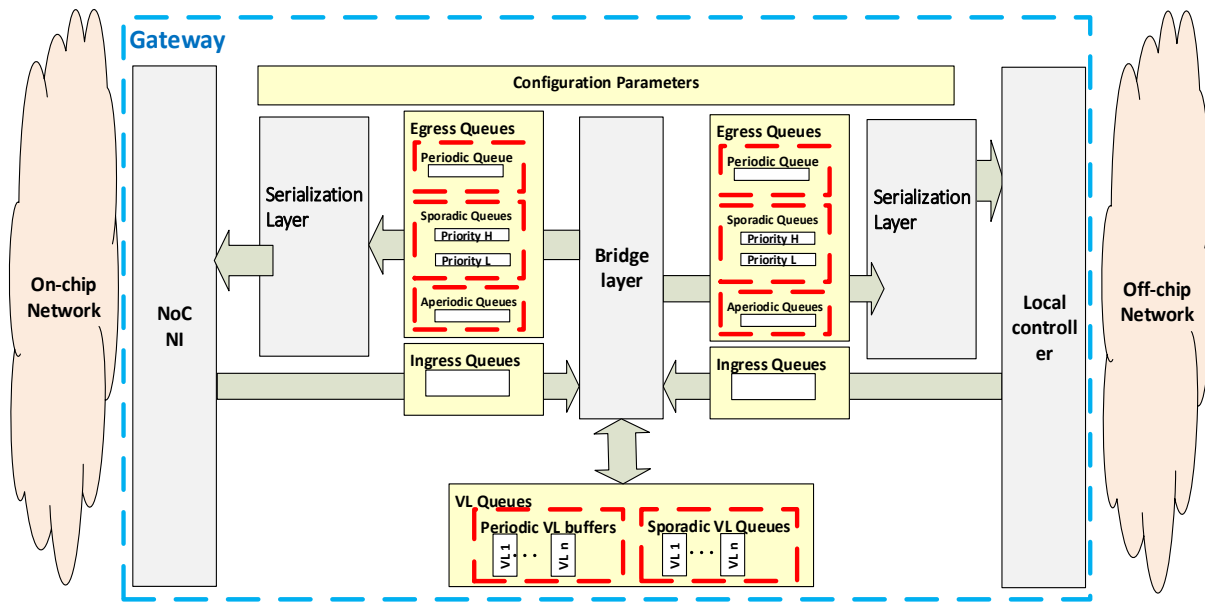 Gateway
Configuration Parameters
On-chip
Network
NoC
NI
Serialization
Layer
Egress Queues
Periodic Queue
Sporadic Queues
Priority H
Priority L
Aperiodic Queues
Ingress Queues
Bridge
layer
Egress Queues
Periodic Queue
Sporadic Queues
Priority H
Priority L
Aperiodic Queues
Ingress Queues
Serialization
Layer
Local
controll
er
Off-chip
Network
VL Queues
Periodic VL buffers
VL 1
. . .
VL n
Sporadic VL Queues
VL 1
. . . .
VL n